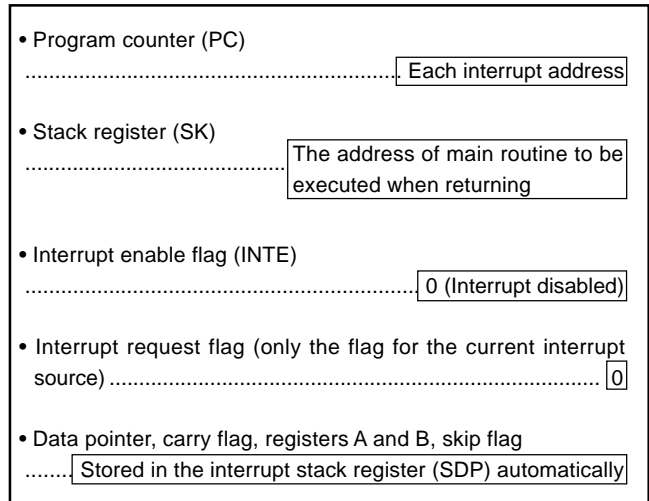 • Program counter (PC)
............................................................... Each interrupt address
• Stack register (SK)
............................................ The address of main routine to be
executed when returning
• Interrupt enable flag (INTE)
.................................................................. 0 (Interrupt disabled)
• Interrupt request flag (only the flag for the current interrupt
source) .................................................................................. 0
• Data pointer, carry flag, registers A and B, skip flag
........ Stored in the interrupt stack register (SDP) automatically